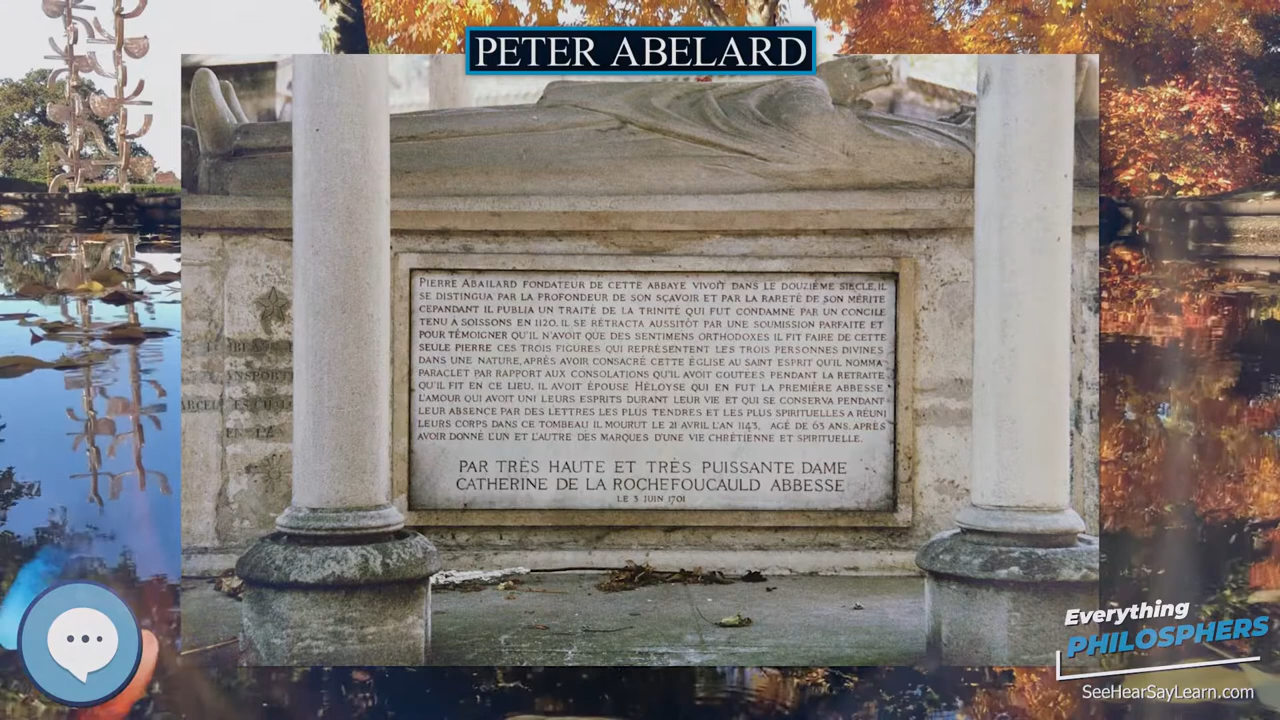 PETER ABELARD
PIERRE ABAILARD FONDATEUR DE CETTE ABBAYE VIVOIT DANS LE DOUZIÈME SIECLE, IL
SE DISTINGUA PAR LA PROFONDEUR DE SON SÇAVOIR ET PAR LA RARETÉ DE SON MÉRITE
CEPANDANT IL PUBLIA UN TRAITÉ DE LA TRINITÉ QUI FUT CONDAMNÉ PAR UN CONCILE
TENU A SOISSONS EN 1120. IL SE RÉTRACTA AUSSITÔT PAR UNE SOUMISSION PARFAITE ET
POUR TÉMOIGNER QU'IL N'AVOIT QUE DES SENTIMENS ORTHODOXES IL FIT FAIRE DE CETTE
SEULE PIERRE CES TROIS FIGURES QUI REPRÉSENTENT LES TROIS PERSONNES DIVINES
DANS UNE NATURE, APRÈS AVOIR CONSACRÉ CETTE ÉGLISE AU SAINT ESPRIT QU'IL NOMMA
PARACLET PAR RAPPORT AUX CONSOLATIONS QU'IL AVOIT GOUTÉES PENDANT LA RETRAITE
QU'IL FIT EN CE LIEU. IL AVOIT ÉPOUSÉ HÉLOYSE QUI EN FUT LA PREMIÈRE ABBESSE
L'AMOUR QUI AVOIT UNI LEURS ESPRITS DURANT LEUR VIE ET QUI SE CONSERVA PENDANT
LEUR ABSENCE PAR DES LETTRES LES PLUS TENDRES ET LES PLUS SPIRITUELLES A RÉUNI
LEURS CORPS DANS CE TOMBEAU IL MOURUT LE 21 AVRIL L'AN 1143, AGÉ DE 63 ANS. APRÈS
AVOIR DONNÉ L'UN ET L'AUTRE DES MARQUES D'UNE VIE CHRÉTIENNE ET SPIRITUELLE.
PAR TRÈS HAUTE ET TRÈS PUISSANTE DAME
CATHERINE DE LA ROCHEFOUCAULD ABBESSE
LE 3 JUIN 1701
Everything
PHILOSPHERS
SeeHearSayLearn.com